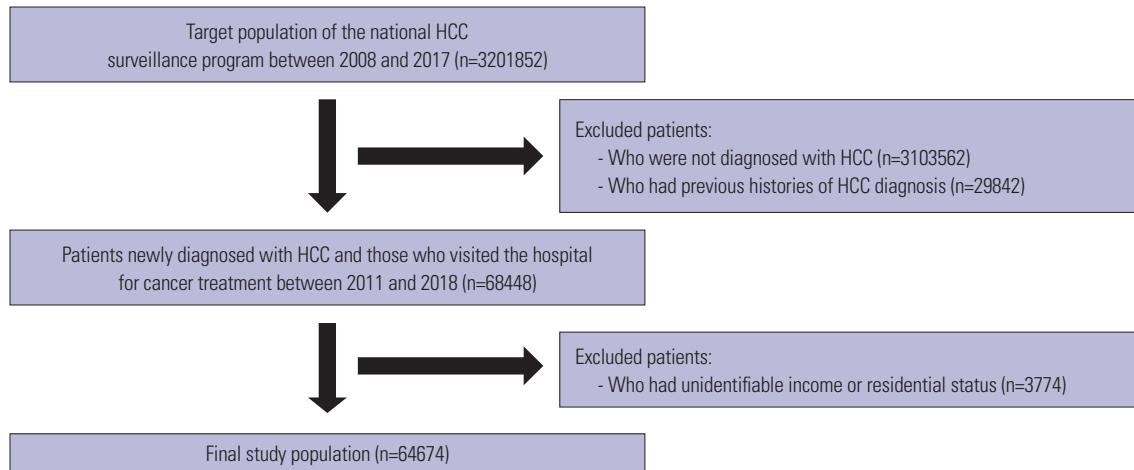 Target population of the national HCC
surveillance program between 2008 and 2017 (n=3201852)
Excluded patients:
- Who were not diagnosed with HCC (n=3103562)
- Who had previous histories of HCC diagnosis (n=29842)
Patients newly diagnosed with HCC and those who visited the hospital
for cancer treatment between 2011 and 2018 (n=68448)
Excluded patients:
- Who had unidentifiable income or residential status (n=3774)
Final study population (n=64674)